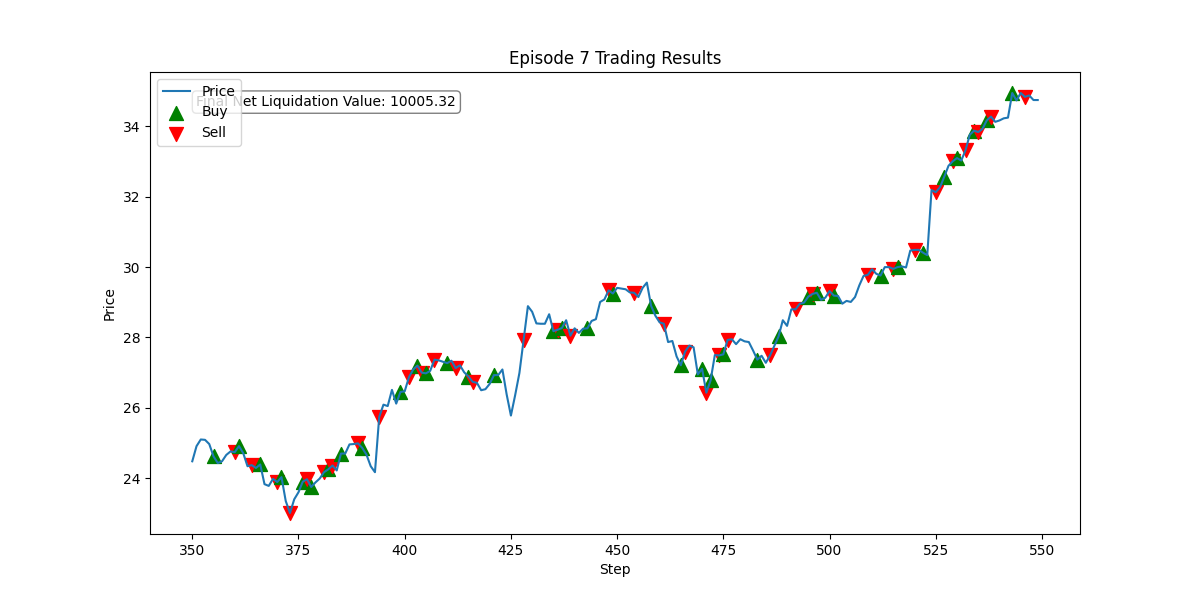 Episode 7 Trading Results
Price
Buy
Sell
Final Net Liquidation Value: 10005.32
Price
34
32
30
28
26
24
350
375
400
425
450
475
500
525
550
Step